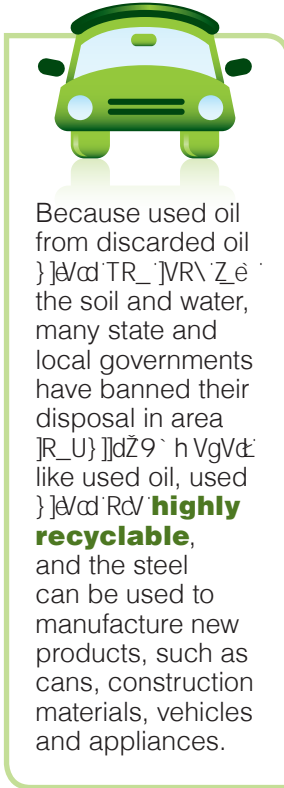 Because used oil
from discarded oil
the soil and water,
many state and
local governments
have banned their
disposal in area
like used oil, used
highly
recyclable,
and the steel
can be used to
manufacture new
products, such as
cans, construction
materials, vehicles
and appliances.